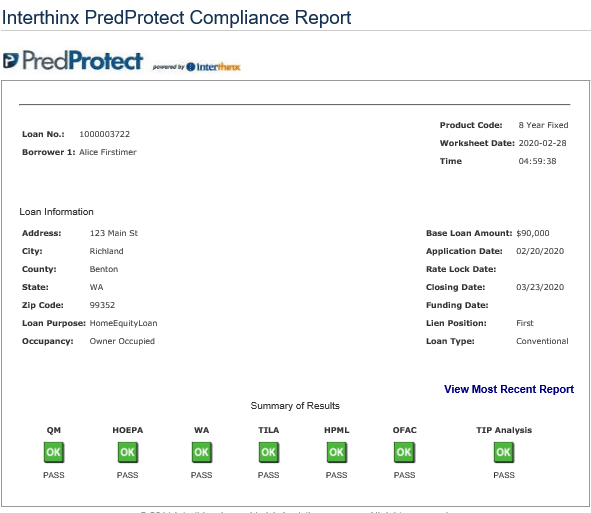 Interthinx PredProtect Compliance Report
PredProtect powered by Interthinx
Loan No.: 1000003722
Borrower 1: Alice Firstimer
Product Code: 8 Year Fixed
Worksheet Date: 2020-02-28
Time 04:59:38
Loan Information
Address: 123 Main St
City: Richland
County: Benton
State: WA
Zip Code: 99352
Loan Purpose: HomeEquityLoan
Occupancy: Owner Occupied
Base Loan Amount: $90,000
Application Date: 02/20/2020
Rate Lock Date:
Closing Date: 03/23/2020
Funding Date:
Lien Position: First
Loan Type: Conventional
View Most Recent Report
Summary of Results
QM HOEPA WA TILA HPML OFAC TIP Analysis
OK OK OK OK OK OK OK
PASS PASS PASS PASS PASS PASS PASS